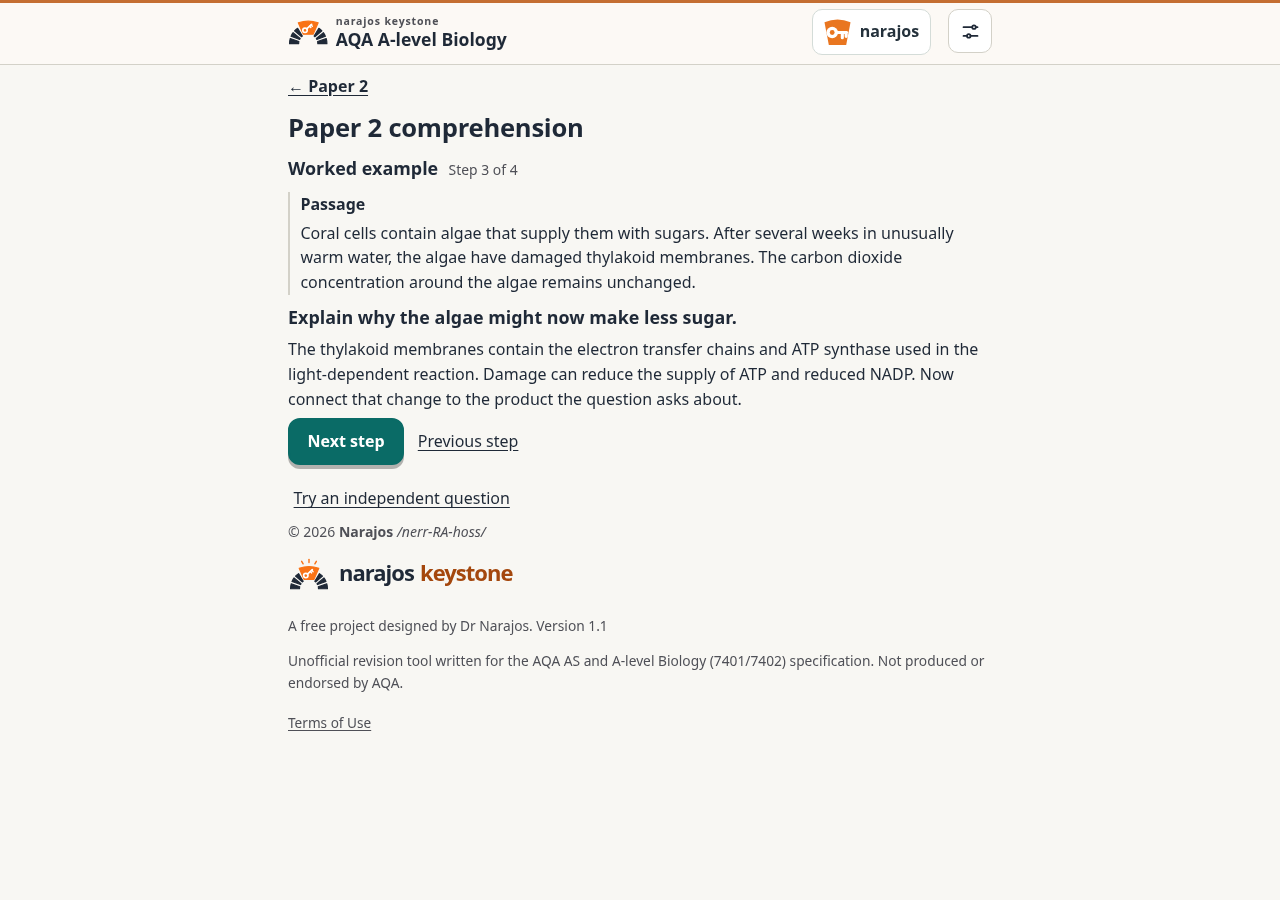 narajos keystone
AQA A-level Biology
narajos
← Paper 2
Paper 2 comprehension
Worked example Step 3 of 4
Passage
Coral cells contain algae that supply them with sugars. After several weeks in unusually
warm water, the algae have damaged thylakoid membranes. The carbon dioxide
concentration around the algae remains unchanged.
Explain why the algae might now make less sugar.
The thylakoid membranes contain the electron transfer chains and ATP synthase used in the
light-dependent reaction. Damage can reduce the supply of ATP and reduced NADP. Now
connect that change to the product the question asks about.
Next step Previous step
Try an independent question
© 2026 Narajos /nerr-RA-hoss/
narajos keystone
A free project designed by Dr Narajos. Version 1.1
Unofficial revision tool written for the AQA AS and A-level Biology (7401/7402) specification. Not produced or
endorsed by AQA.
Terms of Use